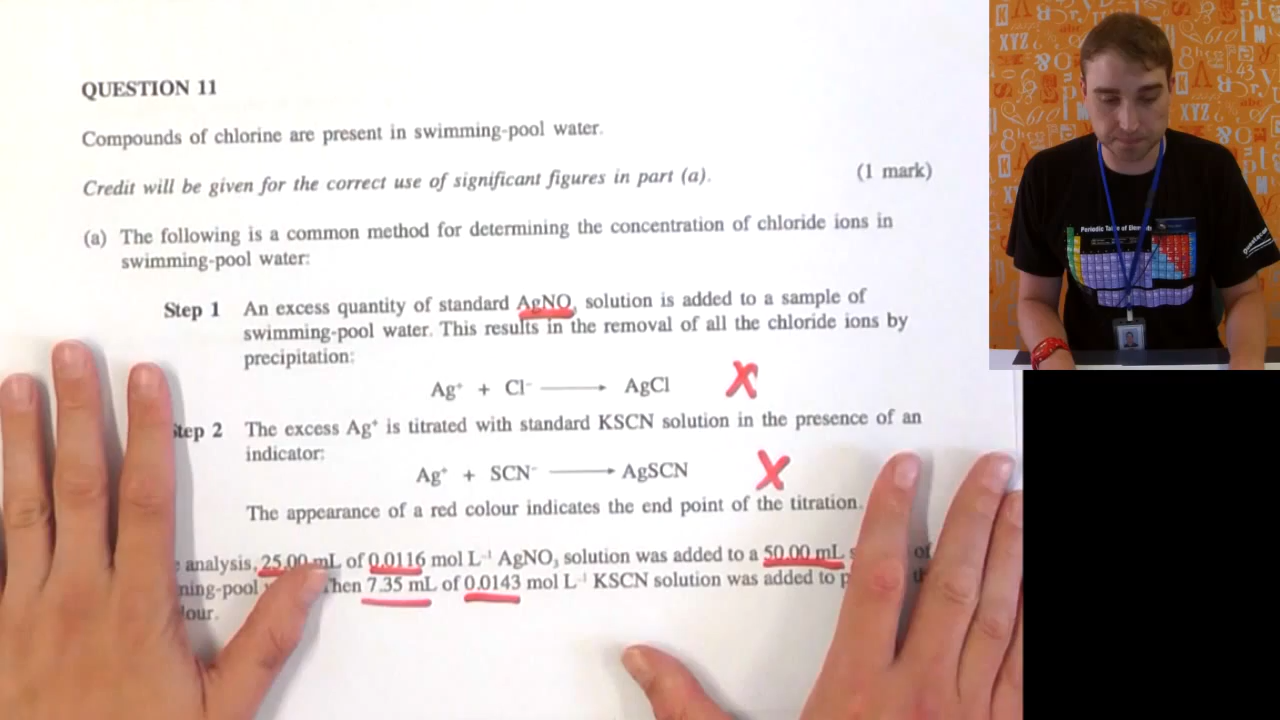 QUESTION 11
Compounds of chlorine are present in swimming-pool water.
Credit will be given for the correct use of significant figures in part (a). (1 mark)
(a) The following is a common method for determining the concentration of chloride ions in
swimming-pool water:
Step 1 An excess quantity of standard AgNO₃ solution is added to a sample of
swimming-pool water. This results in the removal of all the chloride ions by
precipitation:
Ag⁺ + Cl⁻ ⟶ AgCl X
Step 2 The excess Ag⁺ is titrated with standard KSCN solution in the presence of an
indicator:
Ag⁺ + SCN⁻ ⟶ AgSCN X
The appearance of a red colour indicates the end point of the titration.
analysis, 25.00 mL of 0.0116 mol L⁻¹ AgNO₃ solution was added to a 50.00 mL of
7.35 mL of 0.0143 mol L⁻¹ KSCN solution was added to
Periodic Table of Elements
XYZ
XYZ